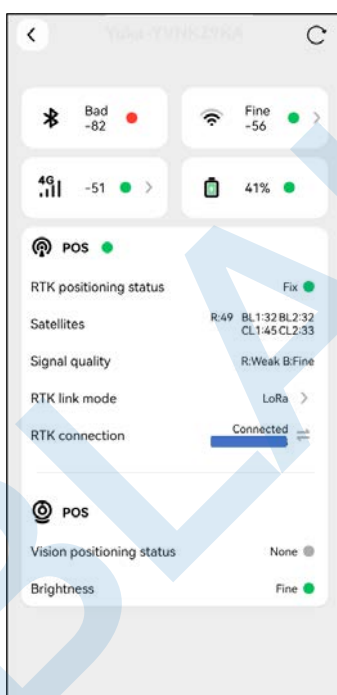 Bad
-82
Fine
-56
4G
-51
41%
POS
RTK positioning status Fix
Satellites R:49 BL1:32 BL2:32
CL1:45 CL2:33
Signal quality R:Weak B:Fine
RTK link mode LoRa
RTK connection Connected
POS
Vision positioning status None
Brightness Fine